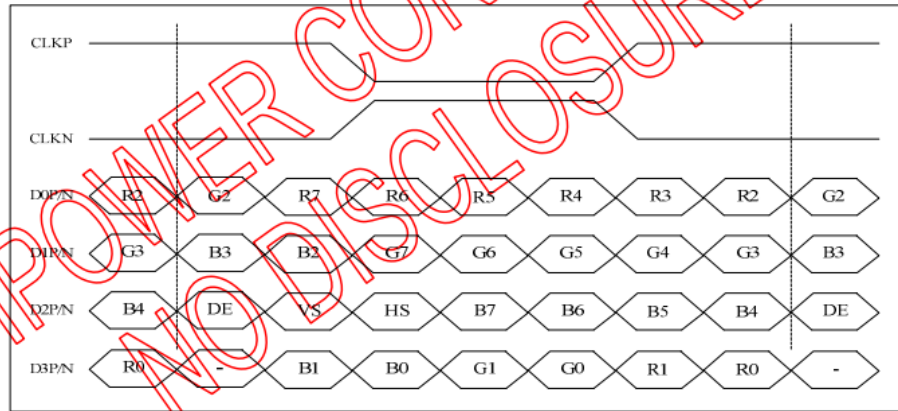 CLKP
CLKN
D0P/N R2 G2 R7 R6 R5 R4 R3 R2 G2
D1P/N G3 B3 B2 G7 G6 G5 G4 G3 B3
D2P/N B4 DE VS HS B7 B6 B5 B4 DE
D3P/N R0 - B1 B0 G1 G0 R1 R0 -
POWER
NO DISCLOSURE